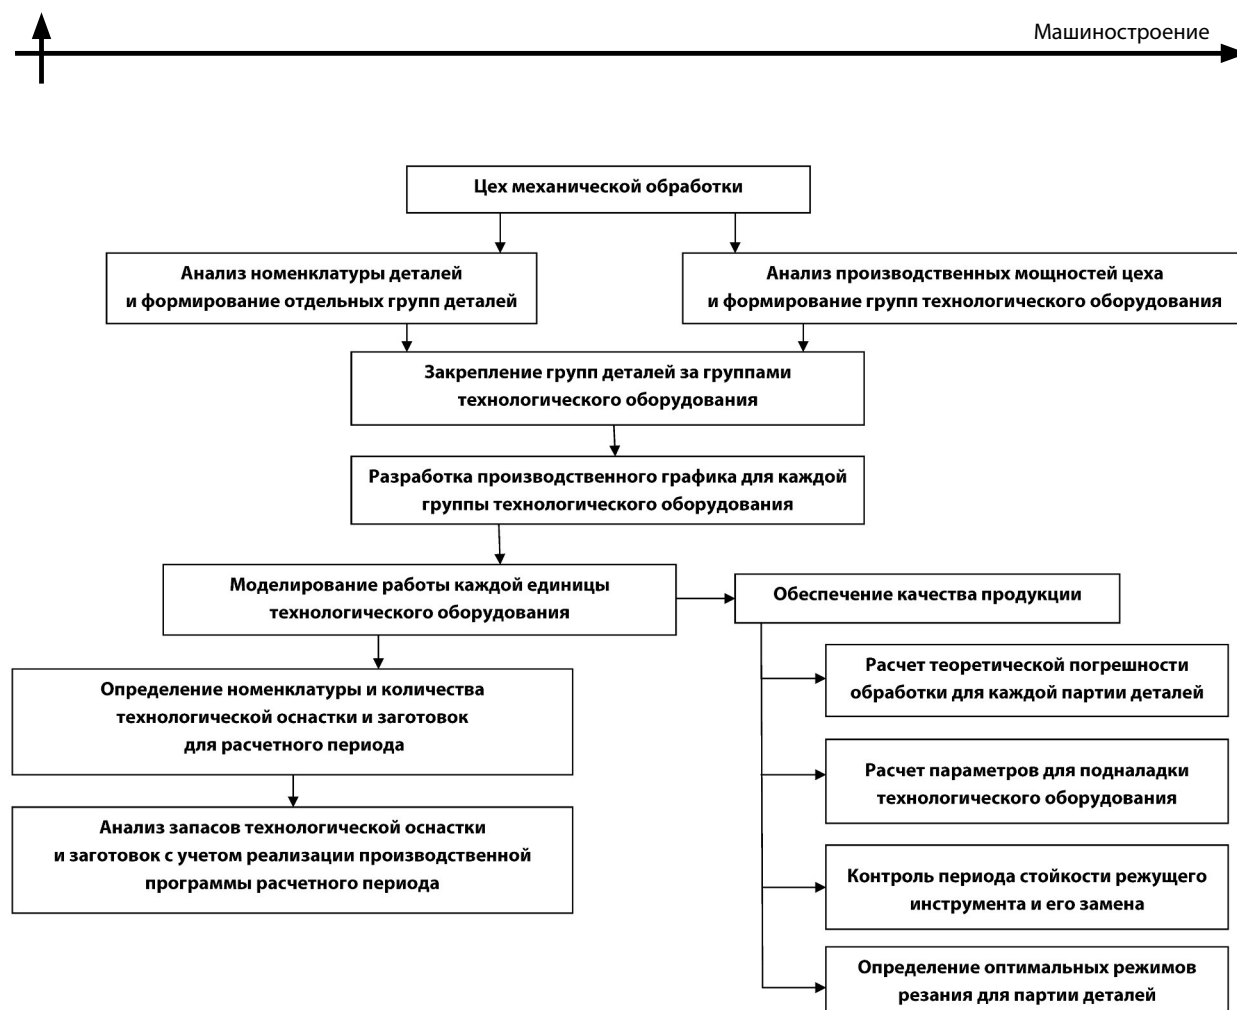 Машиностроение
Цех механической обработки
Анализ номенклатуры деталей
и формирование отдельных групп деталей
Анализ производственных мощностей цеха
и формирование групп технологического оборудования
Закрепление групп деталей за группами
технологического оборудования
Разработка производственного графика для каждой
группы технологического оборудования
Моделирование работы каждой единицы
технологического оборудования
Обеспечение качества продукции
Определение номенклатуры и количества
технологической оснастки и заготовок
для расчетного периода
Анализ запасов технологической оснастки
и заготовок с учетом реализации производственной
программы расчетного периода
Расчет теоретической погрешности
обработки для каждой партии деталей
Расчет параметров для подналадки
технологического оборудования
Контроль периода стойкости режущего
инструмента и его замена
Определение оптимальных режимов
резания для партии деталей